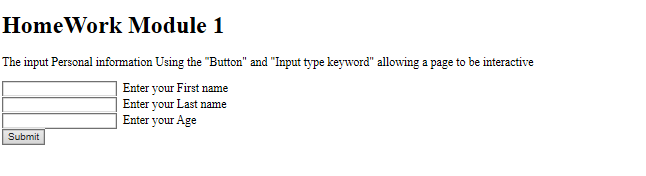 HomeWork Module 1
The input Personal information Using the "Button" and "Input type keyword" allowing a page to be interactive
Enter your First name
Enter your Last name
Enter your Age
Submit